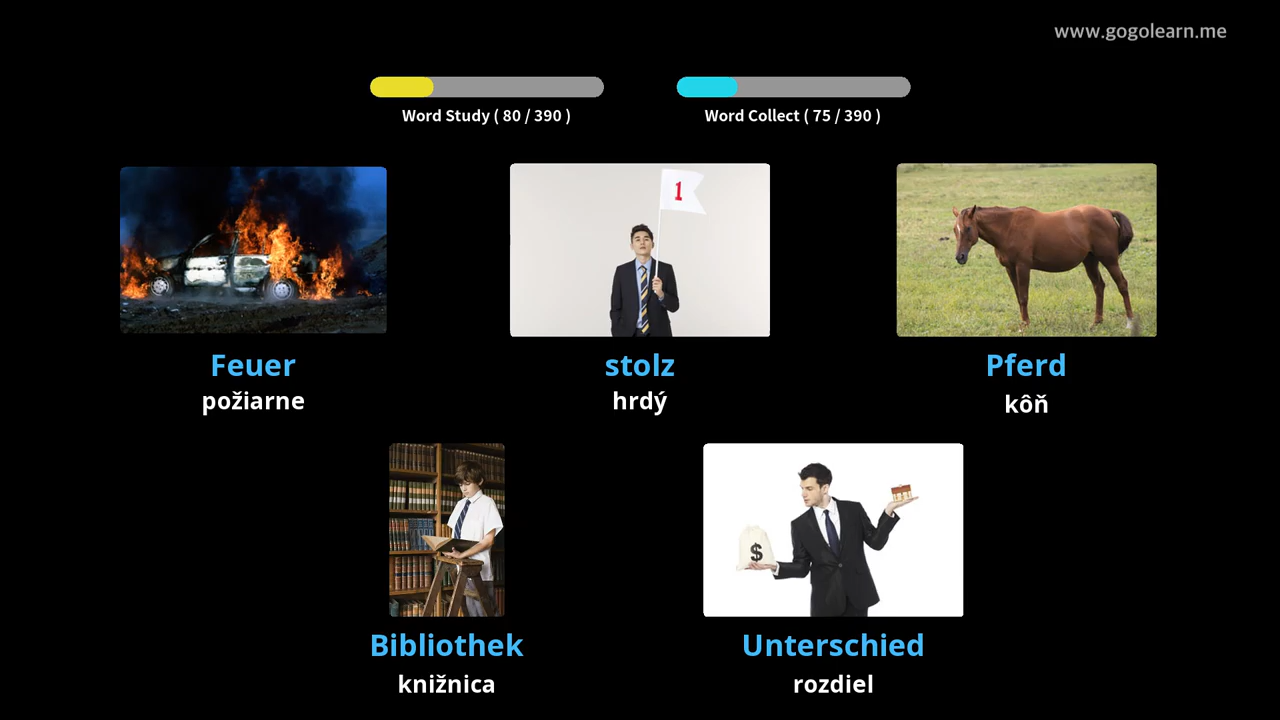 www.gogolearn.me
Word Study ( 80 / 390 )
Word Collect ( 75 / 390 )
1
Feuer
stolz
Pferd
požiarne
hrdý
kôň
$
Bibliothek
Unterschied
knižnica
rozdiel